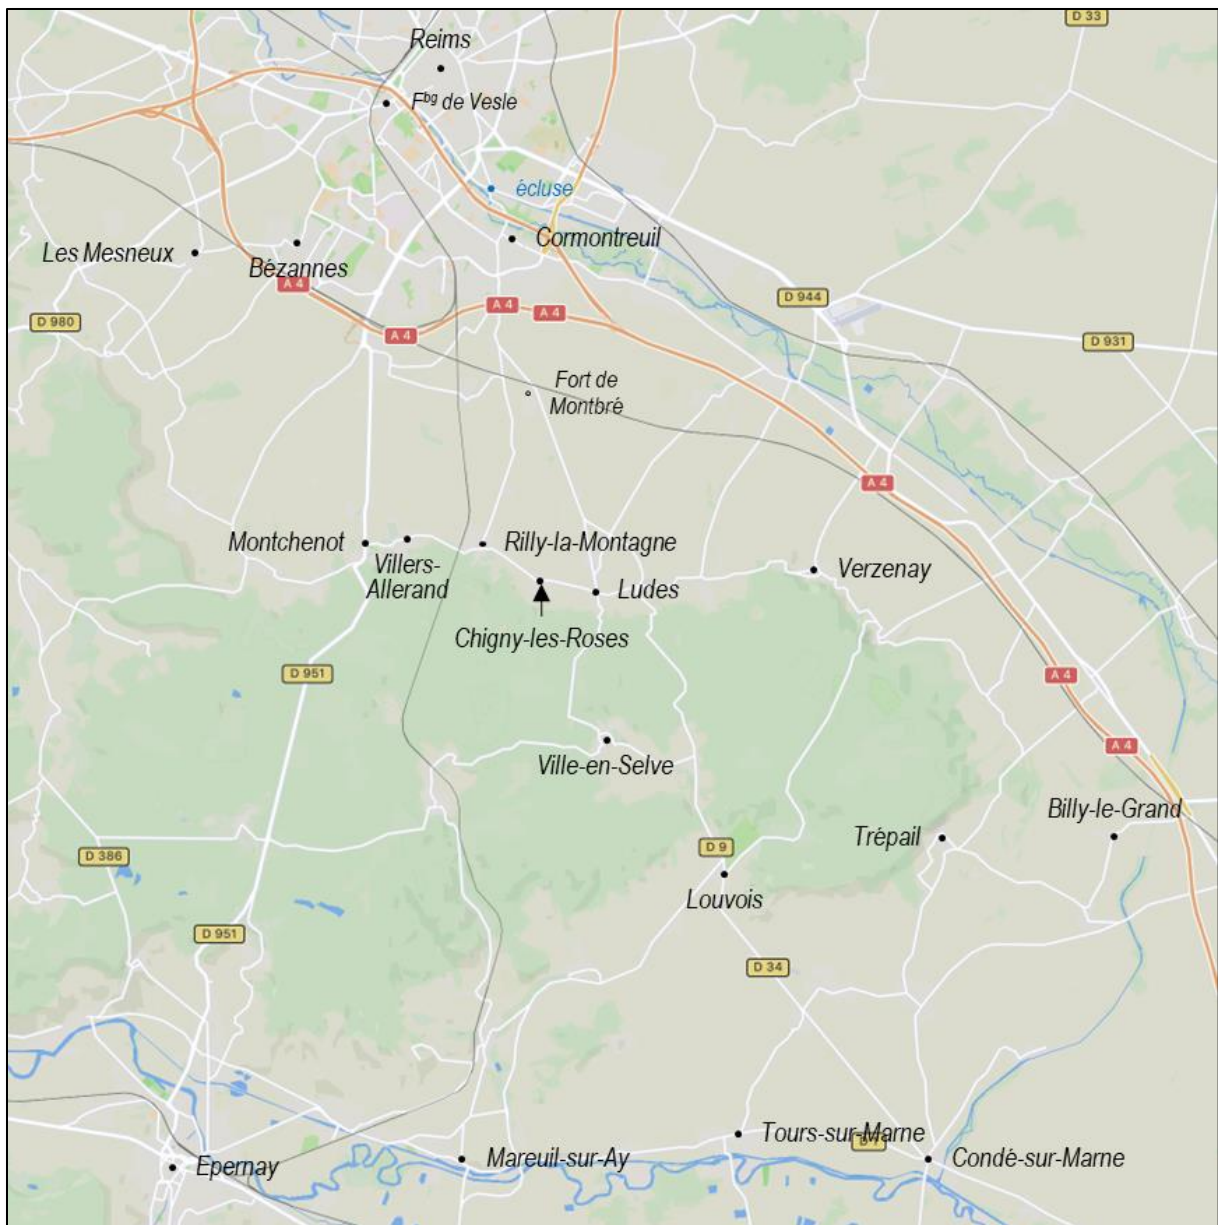 D 33
Reims
Fbg de Vesle
écluse
Cormontreuil
Les Mesneux
Bézannes
A 4
A 4
A 4
D 944
D 980
A 4
D 931
Fort de
Montbré
A 4
Montchenot
Villers-
Allerand
Rilly-la-Montagne
Verzenay
Ludes
Chigny-les-Roses
D 951
A 4
A 4
Ville-en-Selve
Billy-le-Grand
Trépail
D 386
D 9
Louvois
D 951
D 34
Tours-sur-Marne
Epernay
Mareuil-sur-Ay
Condé-sur-Marne